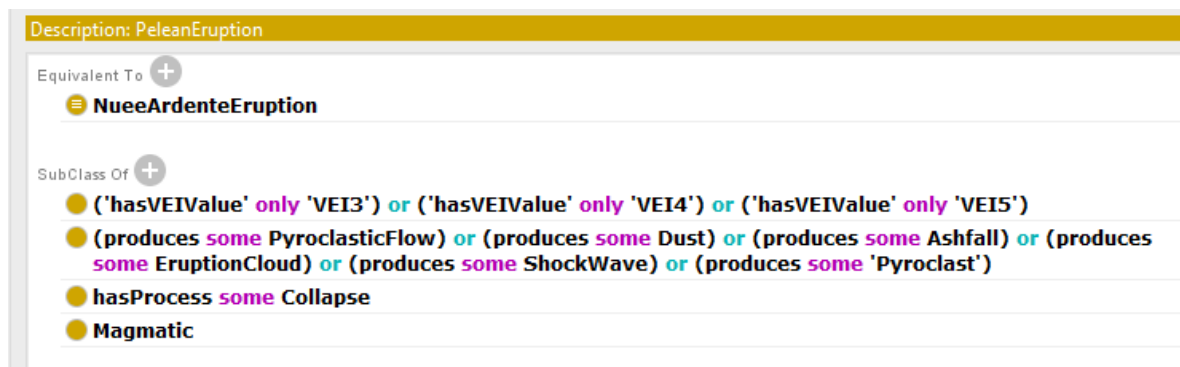 Description: PeleanEruption
Equivalent To
NueeArdenteEruption
SubClass Of
('hasVEIValue' only 'VEI3') or ('hasVEIValue' only 'VEI4') or ('hasVEIValue' only 'VEI5')
(produces some PyroclasticFlow) or (produces some Dust) or (produces some Ashfall) or (produces
some EruptionCloud) or (produces some ShockWave) or (produces some 'Pyroclast')
hasProcess some Collapse
Magmatic